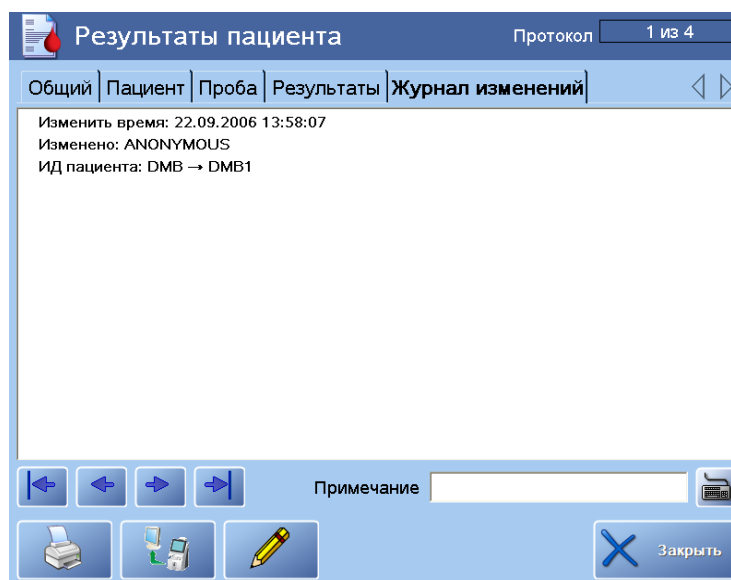 Результаты пациента
Протокол 1 из 4
Общий Пациент Проба Результаты Журнал изменений
Изменить время: 22.09.2006 13:58:07
Изменено: ANONYMOUS
ИД пациента: DMB → DMB1
Примечание
Закрыть